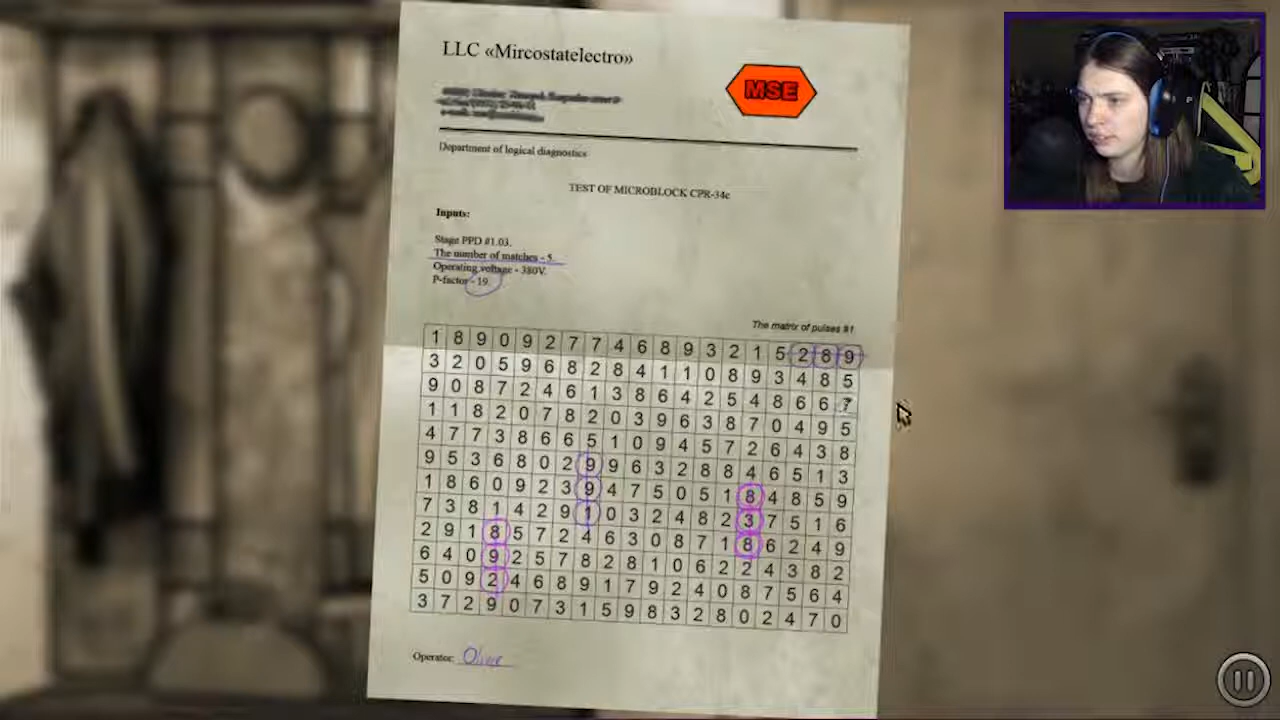 LLC «Mircostatelectro»
MSE
Department of logical diagnostics
TEST OF MICROBLOCK CPR-34c
Inputs:
Stage PPD #1.03.
The number of matches - 5.
Operating voltage - 380V.
P-factor - 19.
The matrix of pulses #1
1 8 9 0 9 2 7 7 4 6 8 9 3 2 1 5 2 8 9
3 2 0 5 9 6 8 2 8 4 1 1 0 8 9 3 4 8 5
9 0 8 7 2 4 6 1 3 8 6 4 2 5 4 8 6 6 7
1 1 8 2 0 7 8 2 0 3 9 6 3 8 7 0 4 9 5
4 7 7 3 8 6 6 5 1 0 9 4 5 7 2 6 4 3 8
9 5 3 6 8 0 2 9 9 6 3 2 8 8 4 6 5 1 3
1 8 6 0 9 2 3 9 4 7 5 0 5 1 8 4 8 5 9
7 3 8 1 4 2 9 1 0 3 2 4 8 2 3 7 5 1 6
2 9 1 8 5 7 2 4 6 3 0 8 7 1 8 6 2 4 9
6 4 0 9 2 5 7 8 2 8 1 0 6 2 2 4 3 8 2
5 0 9 2 4 6 8 9 1 7 9 2 4 0 8 7 5 6 4
3 7 2 9 0 7 3 1 5 9 8 3 2 8 0 2 4 7 0
Operator: